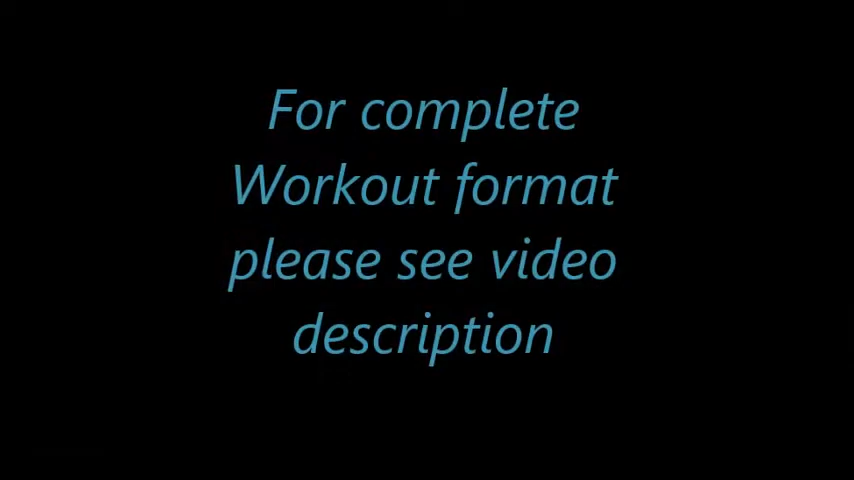 For complete
Workout format
please see video
description